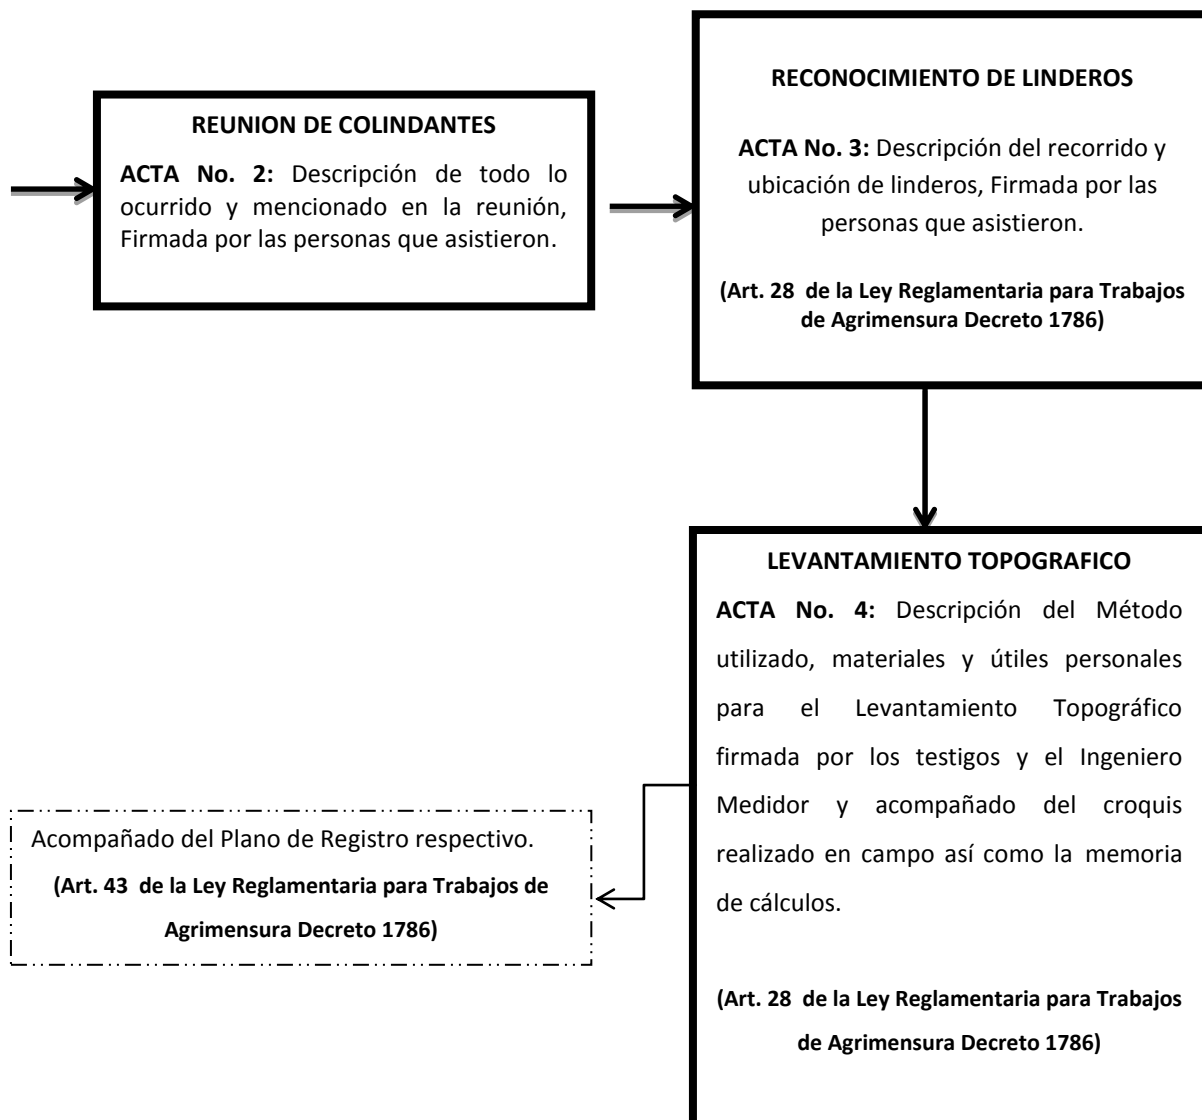 REUNION DE COLINDANTES
ACTA No. 2: Descripción de todo lo
ocurrido y mencionado en la reunión,
Firmada por las personas que asistieron.
RECONOCIMIENTO DE LINDEROS
ACTA No. 3: Descripción del recorrido y
ubicación de linderos, Firmada por las
personas que asistieron.
(Art. 28 de la Ley Reglamentaria para Trabajos
de Agrimensura Decreto 1786)
LEVANTAMIENTO TOPOGRAFICO
ACTA No. 4: Descripción del Método
utilizado, materiales y útiles personales
para el Levantamiento Topográfico
firmada por los testigos y el Ingeniero
Medidor y acompañado del croquis
realizado en campo así como la memoria
de cálculos.
(Art. 28 de la Ley Reglamentaria para Trabajos
de Agrimensura Decreto 1786)
Acompañado del Plano de Registro respectivo.
(Art. 43 de la Ley Reglamentaria para Trabajos de
Agrimensura Decreto 1786)